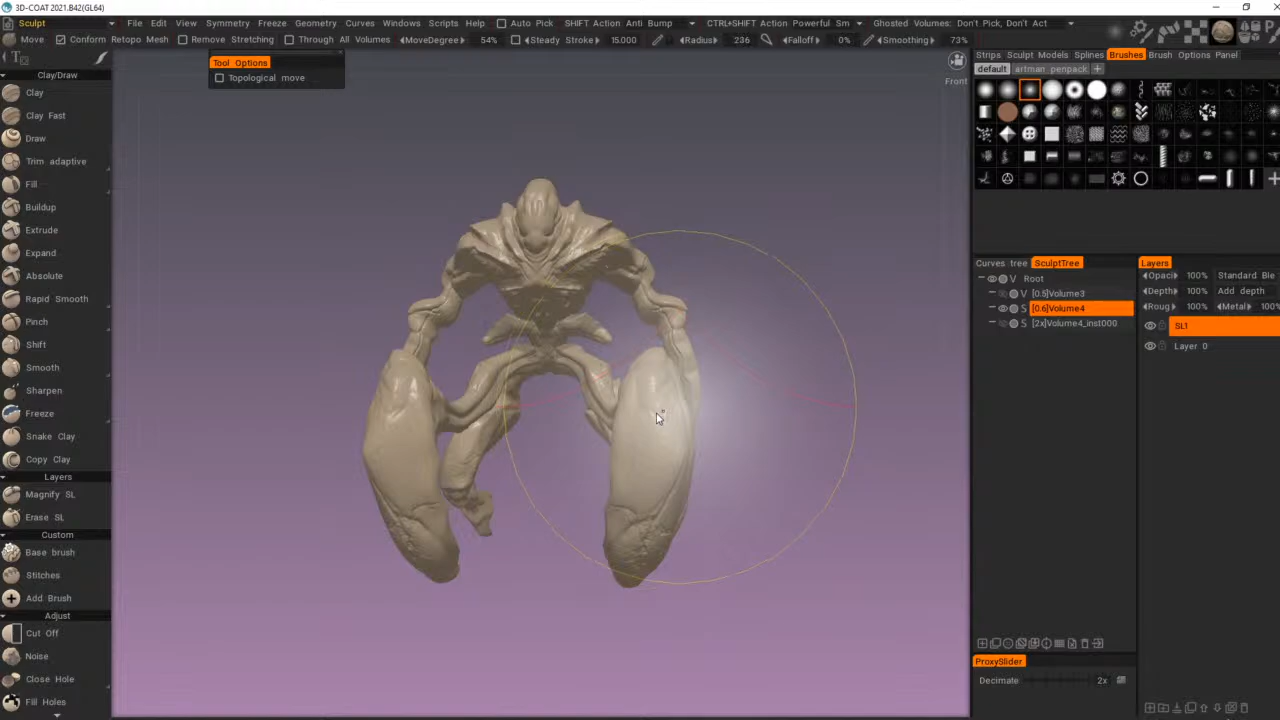 3D-COAT 2021.B42(GL64)
Sculpt File Edit View Symmetry Freeze Geometry Curves Windows Scripts Help Auto Pick SHIFT Action Anti Bump CTRL+SHIFT Action Powerful Sm Ghosted Volumes: Don't Pick, Don't Act
Move Conform Retopo Mesh Remove Stretching Through All Volumes MoveDegree 54% Steady Stroke 15.000 Radius 236 Falloff 0% Smoothing 73%
Tool Options
Topological move
Front
Clay/Draw
Clay
Clay Fast
Draw
Trim adaptive
Fill
Buildup
Extrude
Expand
Absolute
Rapid Smooth
Pinch
Shift
Smooth
Sharpen
Freeze
Snake Clay
Copy Clay
Layers
Magnify SL
Erase SL
Custom
Base brush
Stitches
Add Brush
Adjust
Cut Off
Noise
Close Hole
Fill Holes
Strips Sculpt Models Splines Brushes Brush Options Panel
default artman penpack +
Curves tree SculptTree
V Root
V [0.5]Volume3
S [0.6]Volume4
S [2x]Volume4_inst000
Layers
Opaci 100% Standard Ble
Depth 100% Add depth
Roug 100% Metal 100%
SL1
Layer 0
ProxySlider
Decimate 2x